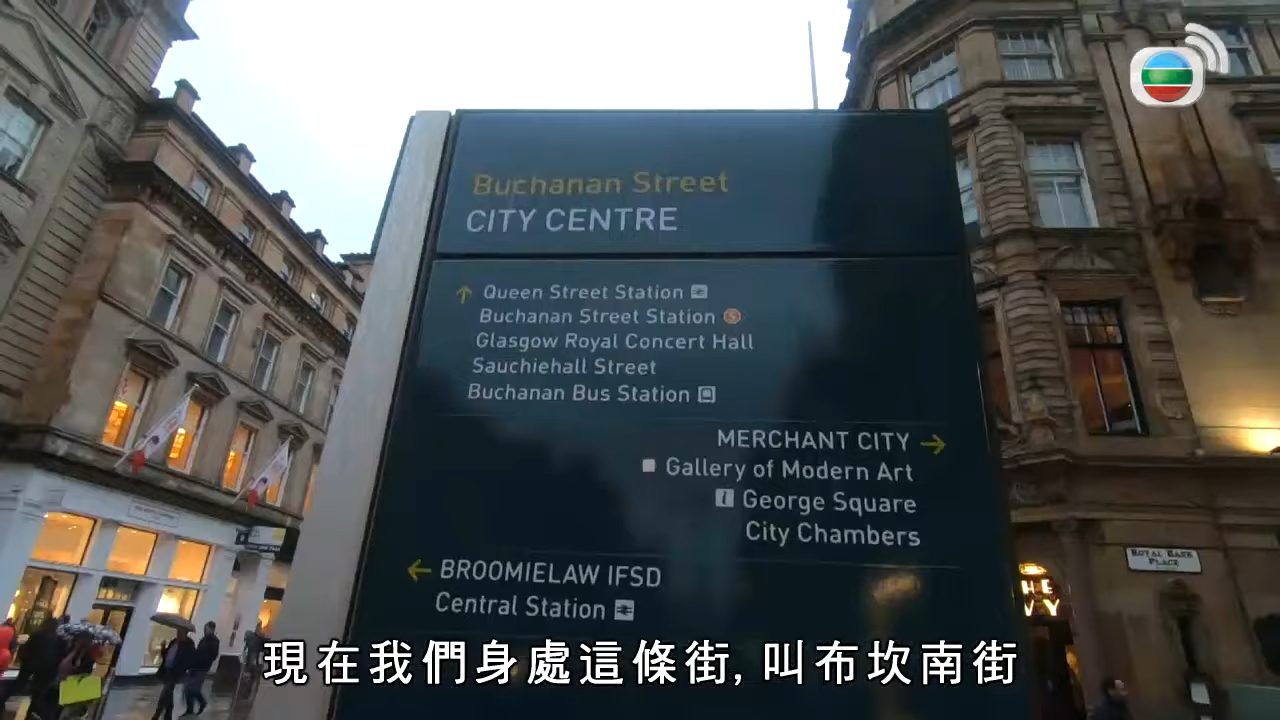 Buchanan Street
CITY CENTRE
Queen Street Station
Buchanan Street Station S
Glasgow Royal Concert Hall
Sauchiehall Street
Buchanan Bus Station
MERCHANT CITY
Gallery of Modern Art
i George Square
City Chambers
BROOMIELAW IFSD
Central Station
ROYAL BANK
PLACE
THE
IVY
現在我們身處這條街, 叫布坎南街